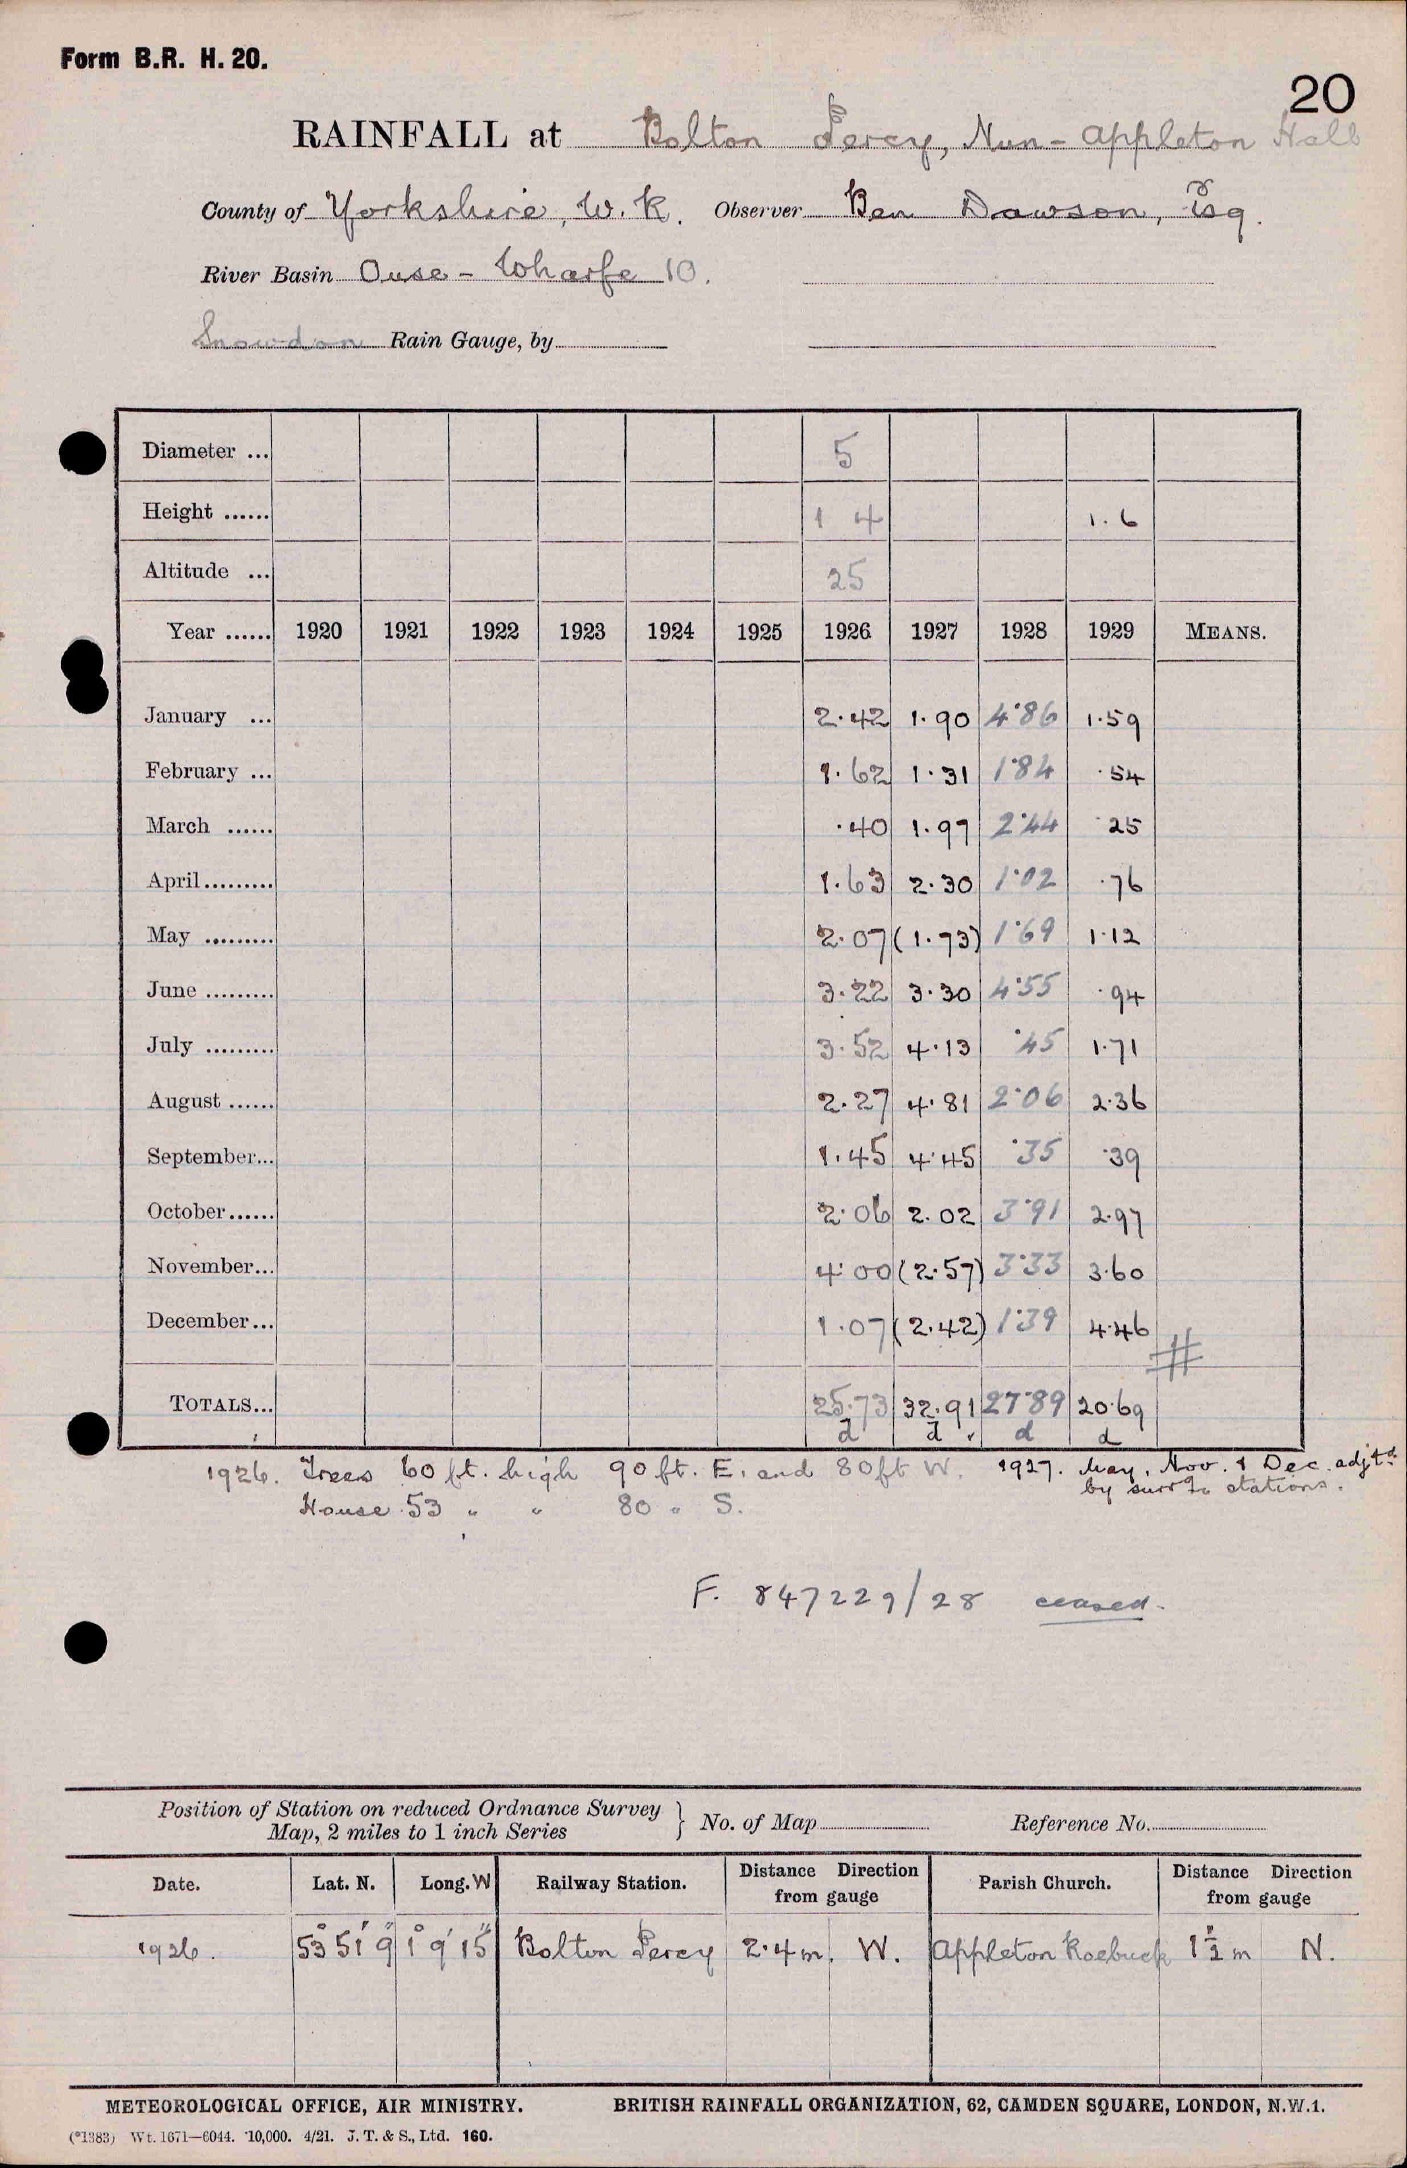 Form B.R. H. 20.
20
RAINFALL at Bolton Percy, Nun-Appleton Hall
County of Yorkshire, W.R. Observer Ben Dawson, Esq.
River Basin Ouse - Wharfe 10.
Snowdon Rain Gauge, by
Diameter ... 5
Height ...... 1 4 1.6
Altitude ... 25
Year ...... 1920 1921 1922 1923 1924 1925 1926 1927 1928 1929 MEANS.
January ... 2.42 1.90 4.86 1.59
February ... 1.62 1.31 1.84 .54
March ...... .40 1.97 2.44 .25
April ......... 1.63 2.30 1.02 .76
May ......... 2.07 (1.73) 1.69 1.12
June ......... 3.22 3.30 4.55 .94
July ......... 3.52 4.13 .45 1.71
August ...... 2.27 4.81 2.06 2.36
September... 1.45 4.45 .35 .39
October...... 2.06 2.02 3.91 2.97
November... 4.00 (2.57) 3.33 3.60
December... 1.07 (2.42) 1.39 4.46
#
TOTALS... 25.73 32.91 27.89 20.69
d d d d
1926. Trees 60 ft. high 90 ft. E. and 80 ft W. 1927. May, Nov. & Dec. adjtd.
by surrdg stations.
House 53 " " 80 " S.
F. 847229/28 ceased.
Position of Station on reduced Ordnance Survey
Map, 2 miles to 1 inch Series } No. of Map Reference No.
Date. Lat. N. Long. W Railway Station. Distance Direction from gauge Parish Church. Distance Direction from gauge
1926. 53° 51' 9" 1° 9' 15" Bolton Percy 2.4 m. W. Appleton Roebuck 1½ m N.
METEOROLOGICAL OFFICE, AIR MINISTRY. BRITISH RAINFALL ORGANIZATION, 62, CAMDEN SQUARE, LONDON, N.W.1.
(*1383) Wt. 1671—6044. 10,000. 4/21. J. T. & S., Ltd. 160.